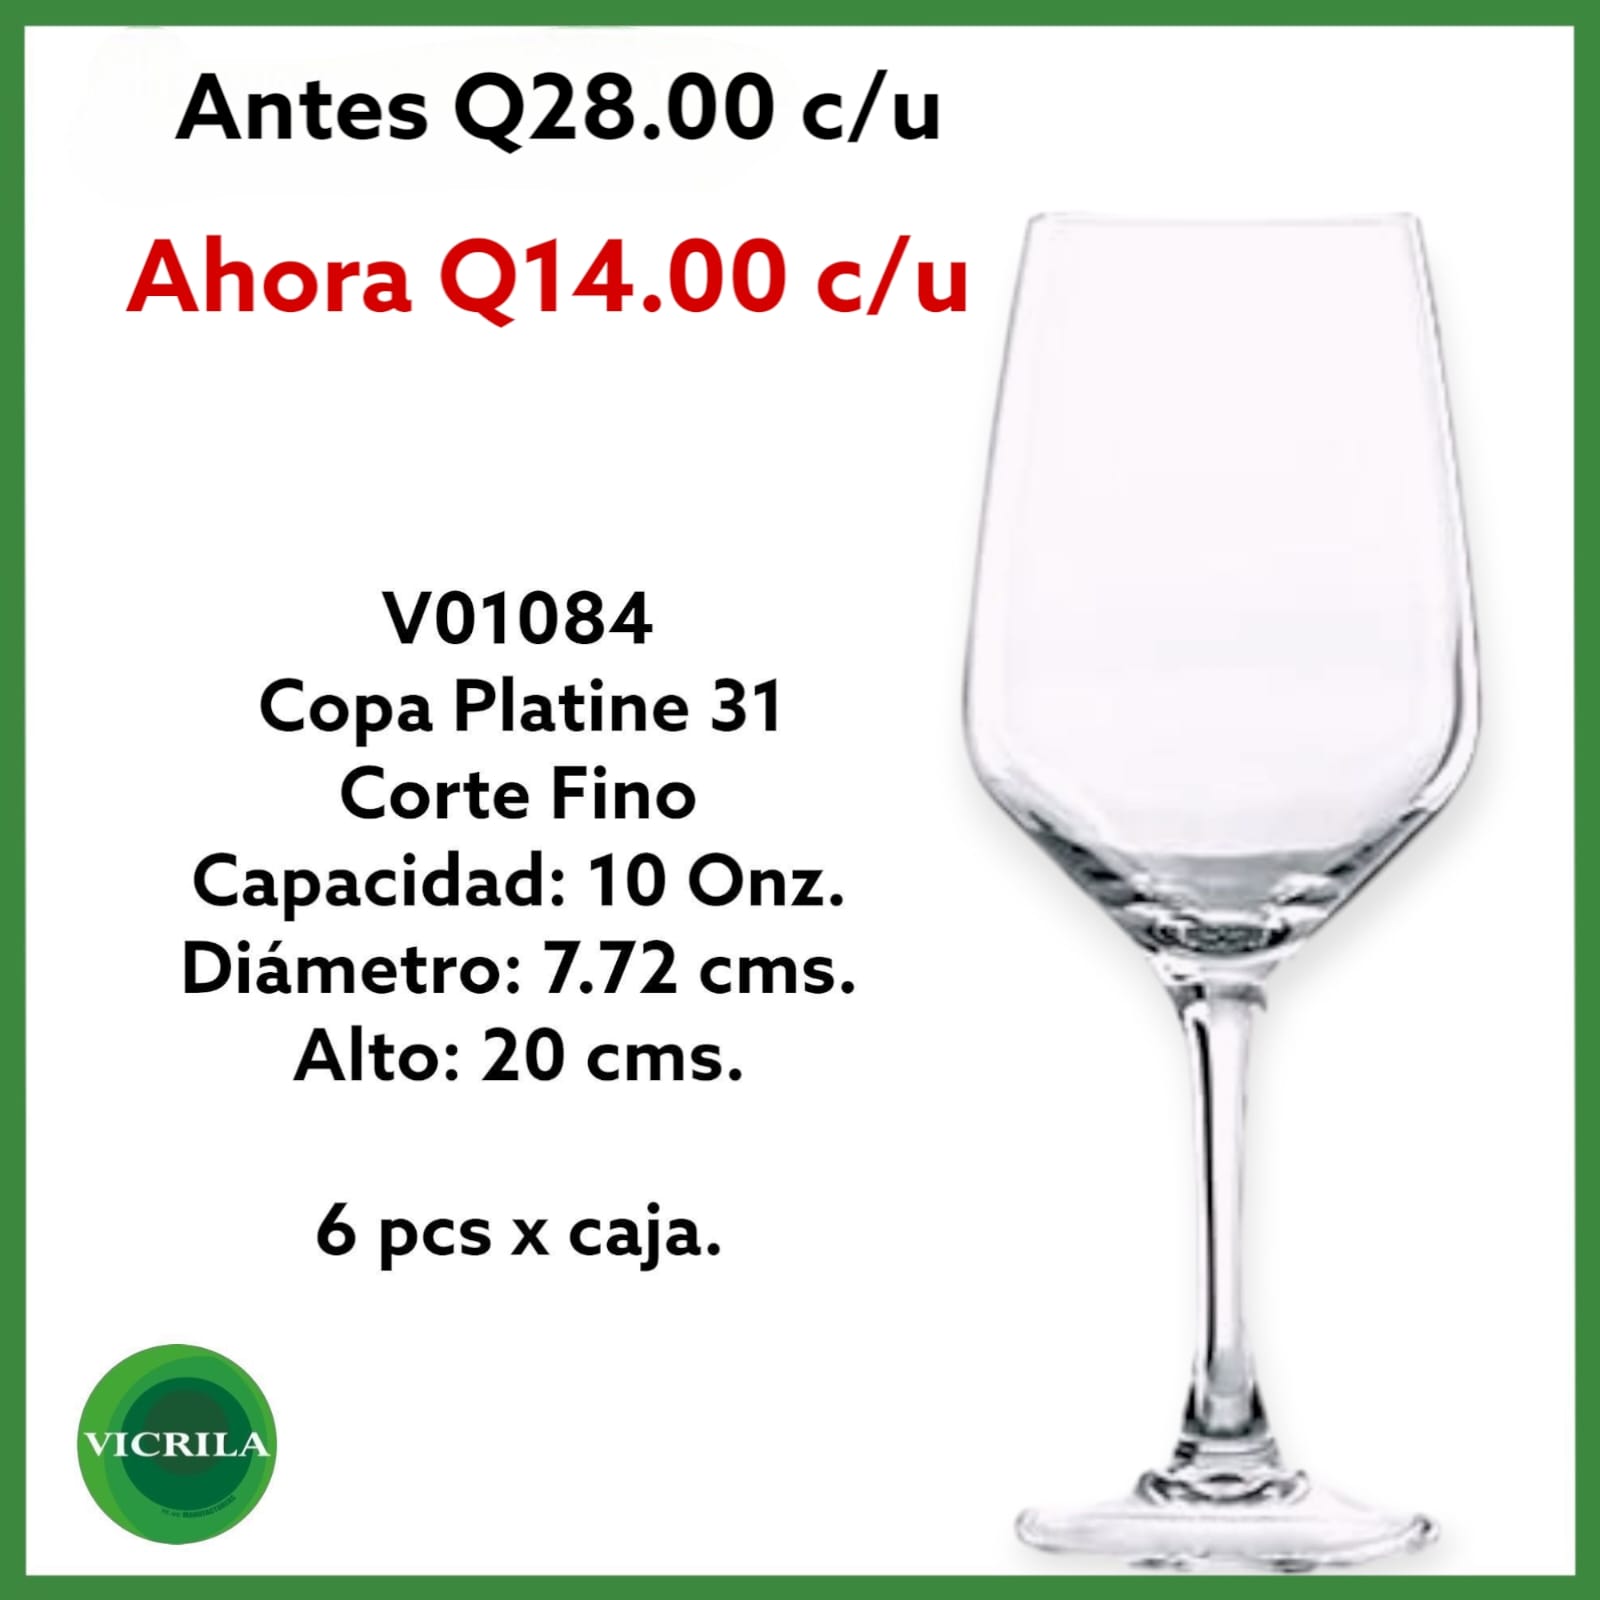 Antes Q28.00 c/u
Ahora Q14.00 c/u
V01084
Copa Platine 31
Corte Fino
Capacidad: 10 Onz.
Diámetro: 7.72 cms.
Alto: 20 cms.
6 pcs x caja.
VICRILA